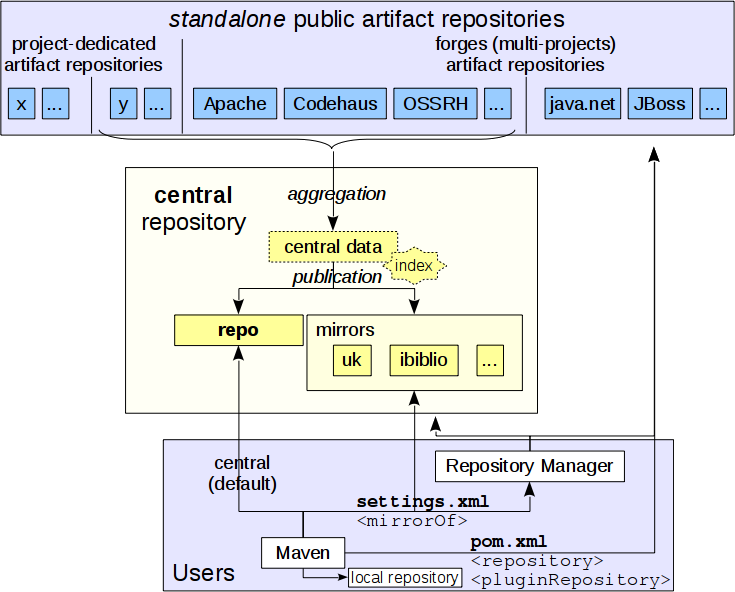 standalone public artifact repositories
project-dedicated
artifact repositories
forges (multi-projects)
artifact repositories
x
...
y
...
Apache
Codehaus
OSSRH
...
java.net
JBoss
...
central
repository
aggregation
central data
index
publication
repo
mirrors
uk
ibiblio
...
central
(default)
Repository Manager
settings.xml
<mirrorOf>
pom.xml
<repository>
<pluginRepository>
Maven
local repository
Users